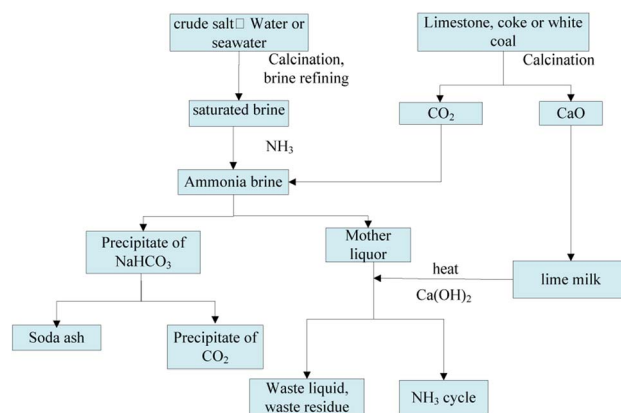 crude salt□ Water or
seawater
Limestone, coke or white
coal
Calcination,
brine refining
Calcination
saturated brine
CO₂
CaO
NH₃
Ammonia brine
Precipitate of
NaHCO₃
Mother
liquor
heat
Ca(OH)₂
lime milk
Soda ash
Precipitate of
CO₂
Waste liquid,
waste residue
NH₃ cycle